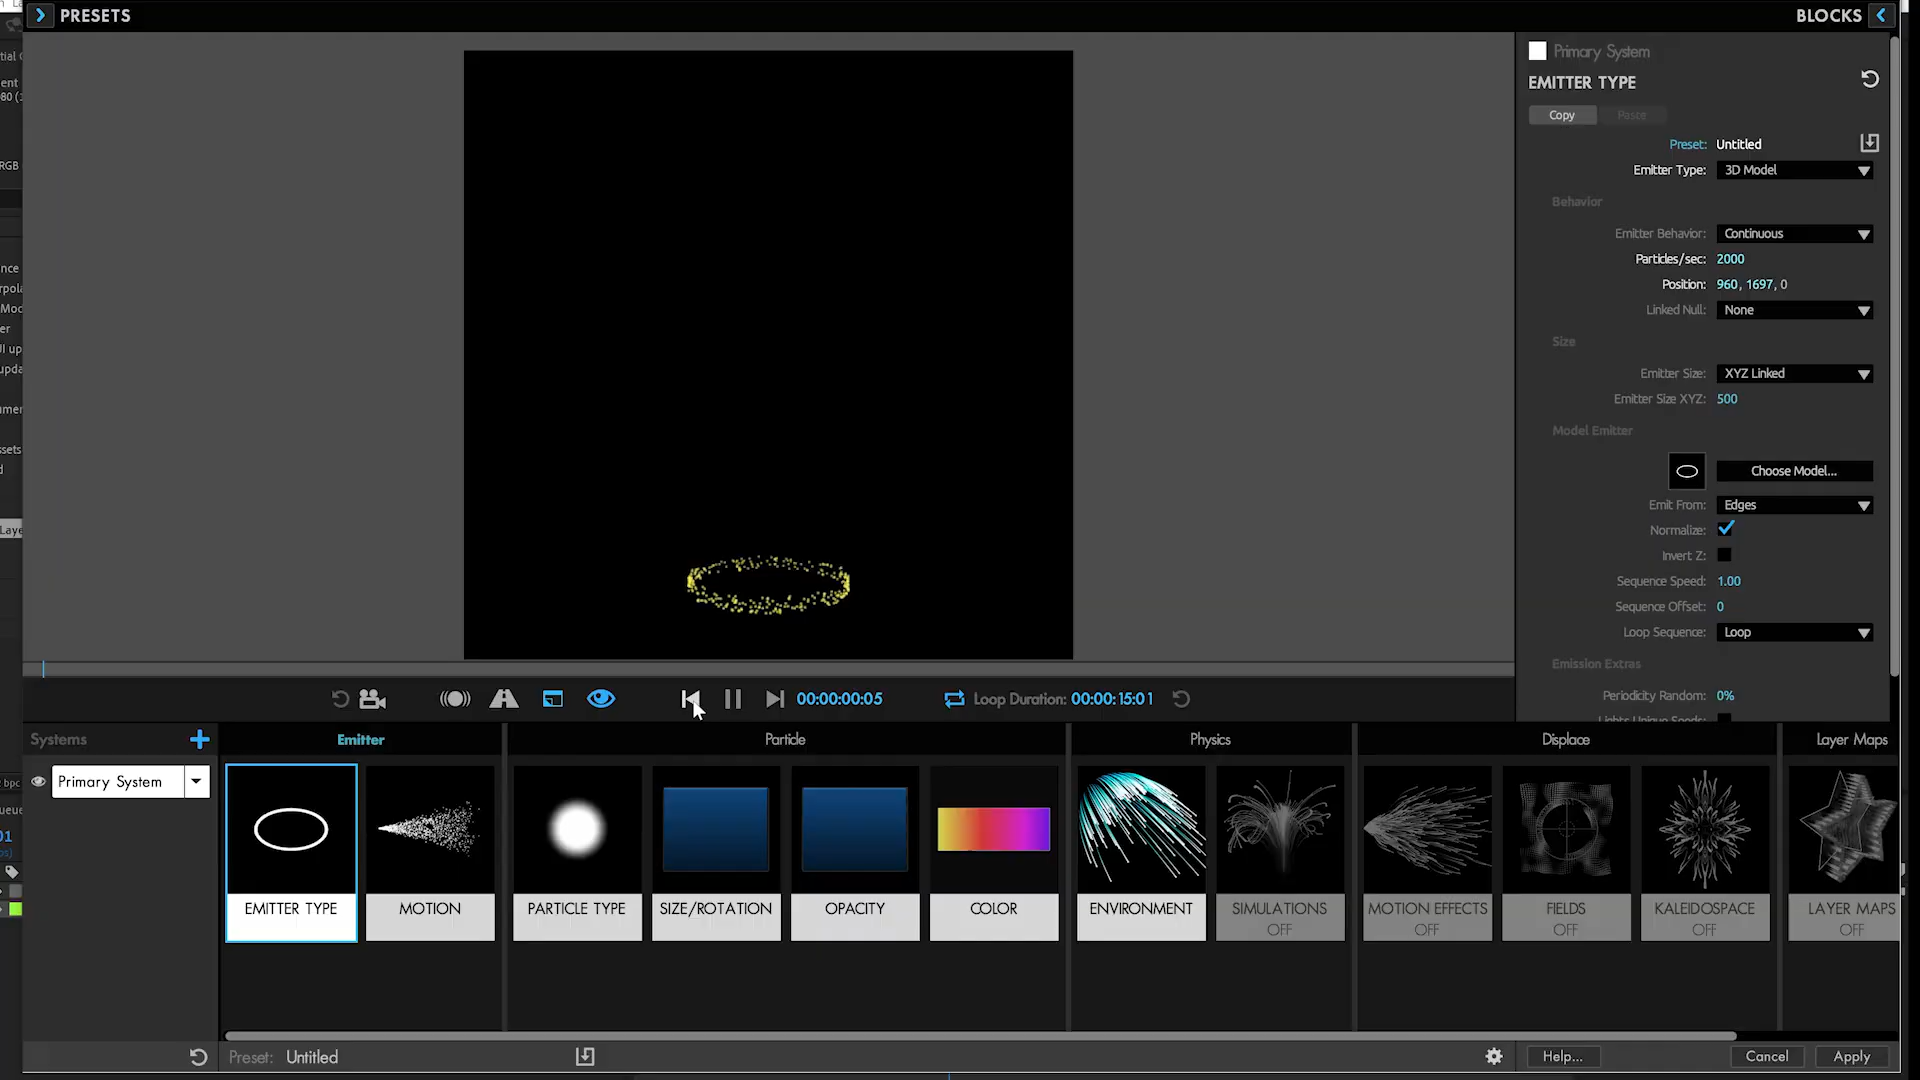 PRESETS
BLOCKS
Primary System
EMITTER TYPE
Copy
Paste
Preset: Untitled
Emitter Type: 3D Model
Behavior
Emitter Behavior: Continuous
Particles/sec: 2000
Position: 960, 1697, 0
Linked Null: None
Size
Emitter Size: XYZ Linked
Emitter Size XYZ: 500
Model Emitter
Choose Model...
Emit From: Edges
Normalize:
Invert Z:
Sequence Speed: 1.00
Sequence Offset: 0
Loop Sequence: Loop
Emission Extras
Periodicity Random: 0%
Lights Unique Seeds:
00:00:00:05
Loop Duration: 00:00:15:01
Systems
Emitter
Particle
Physics
Displace
Layer Maps
Primary System
EMITTER TYPE
MOTION
PARTICLE TYPE
SIZE/ROTATION
OPACITY
COLOR
ENVIRONMENT
SIMULATIONS
OFF
MOTION EFFECTS
OFF
FIELDS
OFF
KALEIDOSPACE
OFF
LAYER MAPS
OFF
Preset: Untitled
Help...
Cancel
Apply
RGB